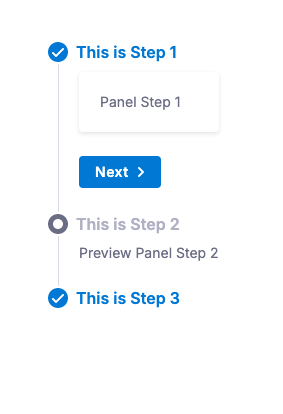 This is Step 1
Panel Step 1
Next
This is Step 2
Preview Panel Step 2
This is Step 3